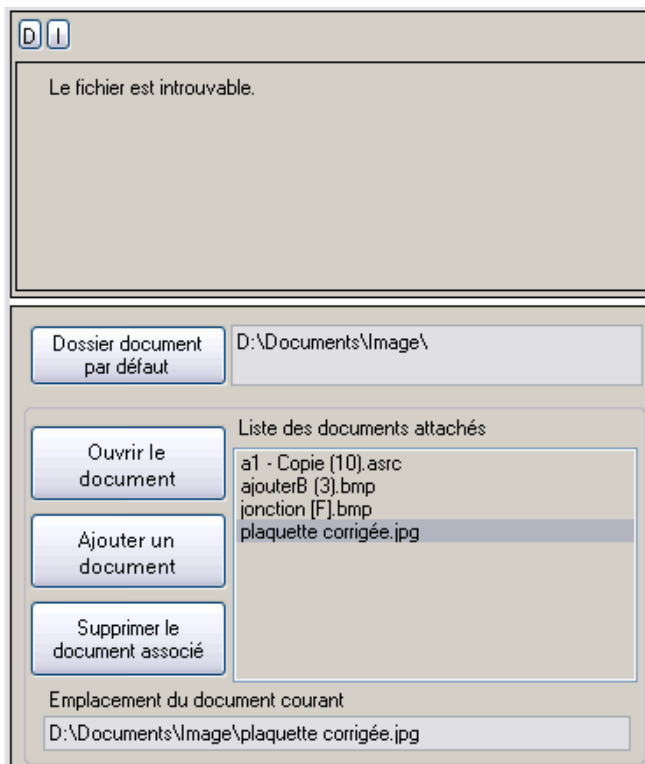 D I
Le fichier est introuvable.
Dossier document
par défaut
D:\Documents\Image\
Liste des documents attachés
Ouvrir le
document
a1 - Copie (10).asrc
ajouterB (3).bmp
jonction [F].bmp
plaquette corrigée.jpg
Ajouter un
document
Supprimer le
document associé
Emplacement du document courant
D:\Documents\Image\plaquette corrigée.jpg